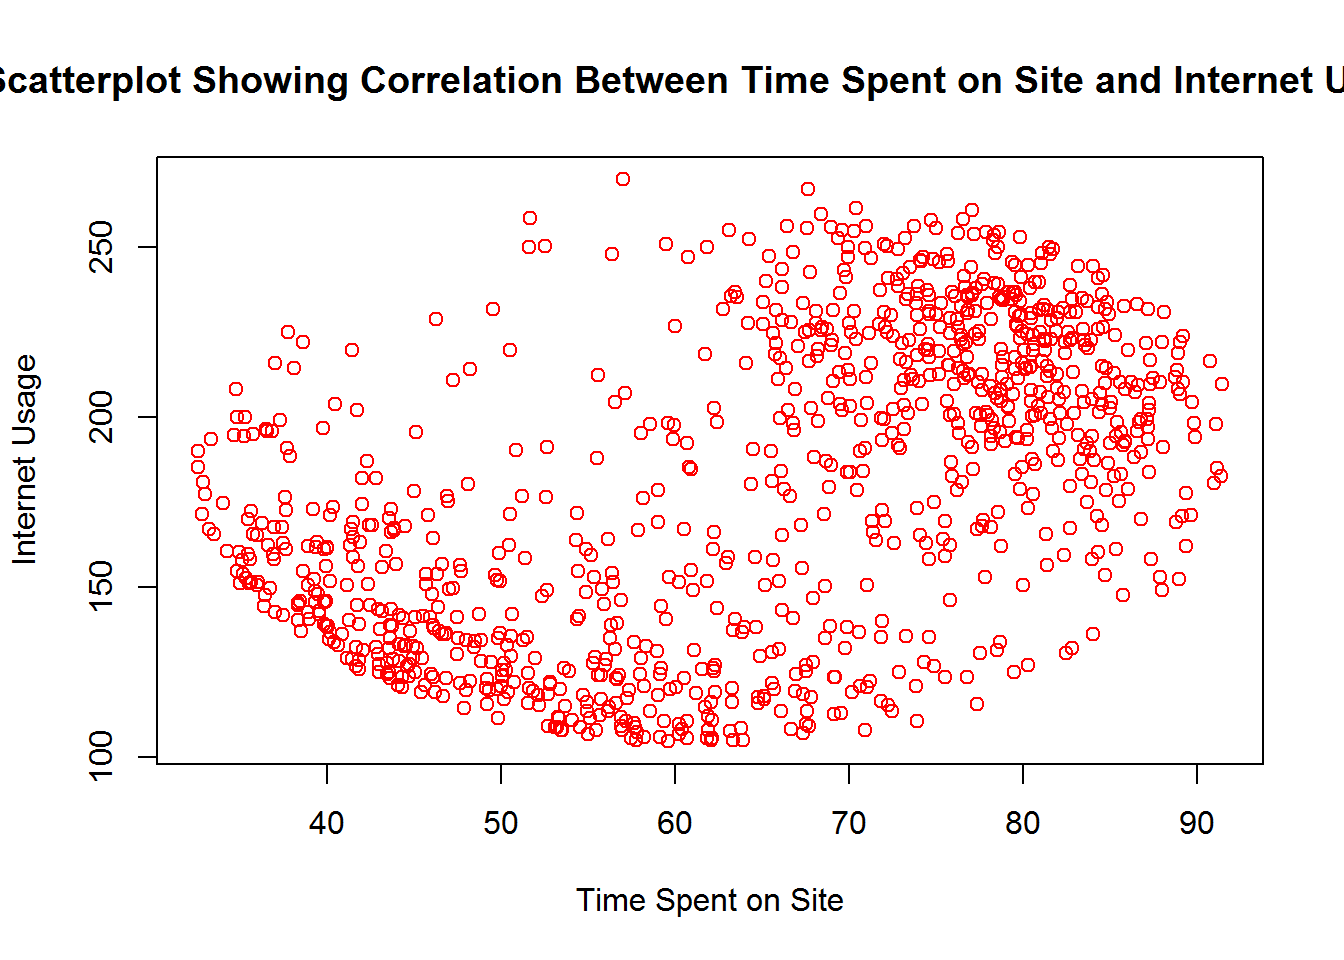 Scatterplot Showing Correlation Between Time Spent on Site and Internet U
Internet Usage
250
200
150
100
40 50 60 70 80 90
Time Spent on Site